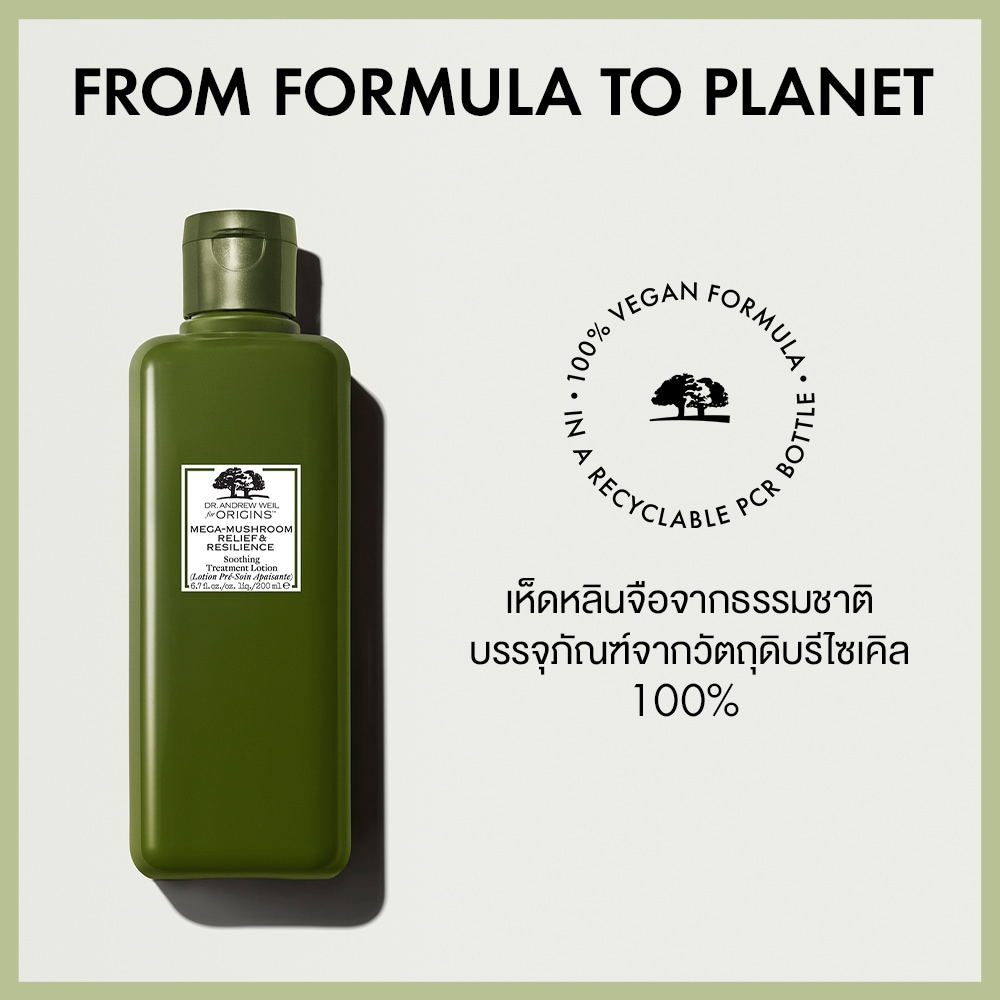 FROM FORMULA TO PLANET
DR. ANDREW WEIL
for ORIGINS™
MEGA-MUSHROOM
RELIEF &
RESILIENCE
Soothing
Treatment Lotion
(Lotion Pré-Soin Apaisante)
6.7 fl.oz./oz. liq./200 ml ℮
• 100% VEGAN FORMULA • IN A RECYCLABLE PCR BOTTLE
เห็ดหลินจือจากธรรมชาติ
บรรจุภัณฑ์จากวัตถุดิบรีไซเคิล
100%